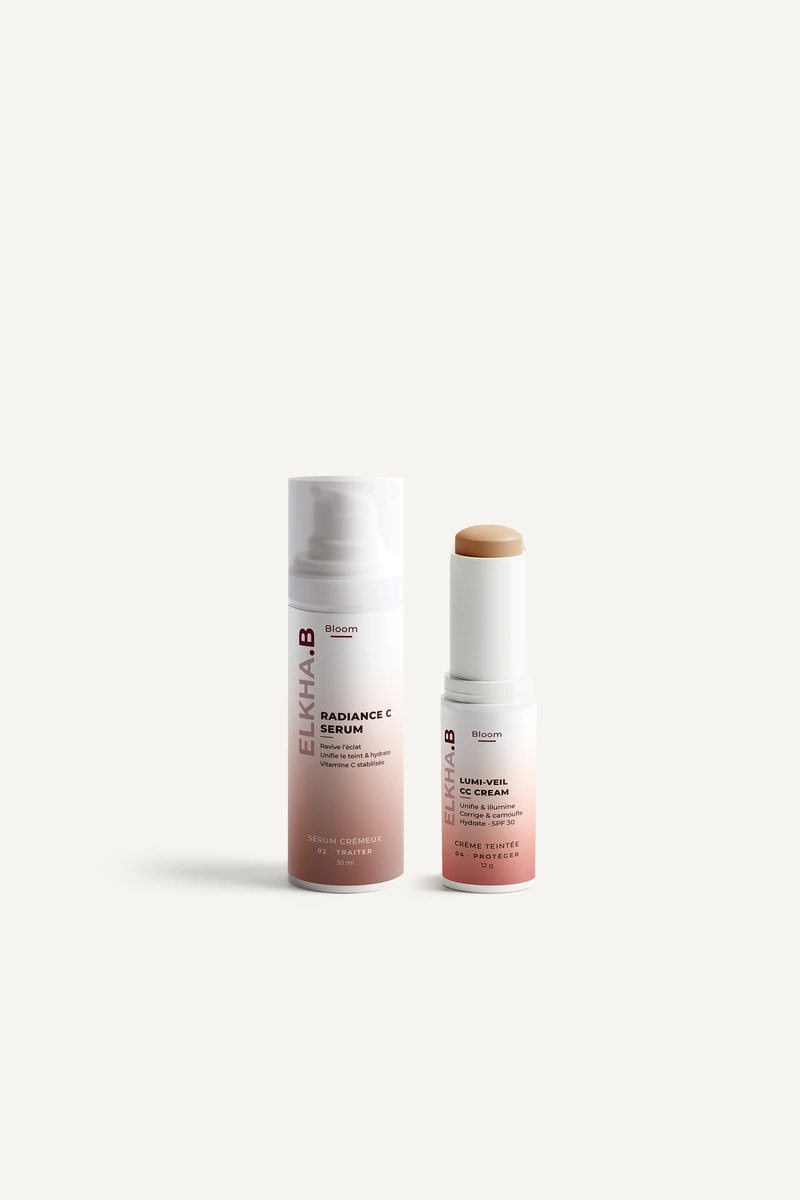 ELKHA.B
Bloom
RADIANCE C
SERUM
Ravive l'éclat
Unifie le teint & hydrate
Vitamine C stabilisée
SÉRUM CRÉMEUX
02 · TRAITER
30 ml
ELKHA.B
Bloom
LUMI-VEIL
CC CREAM
Unifie & illumine
Corrige & camoufle
Hydrate · SPF 30
CRÈME TEINTÉE
04 · PROTÉGER
12 g